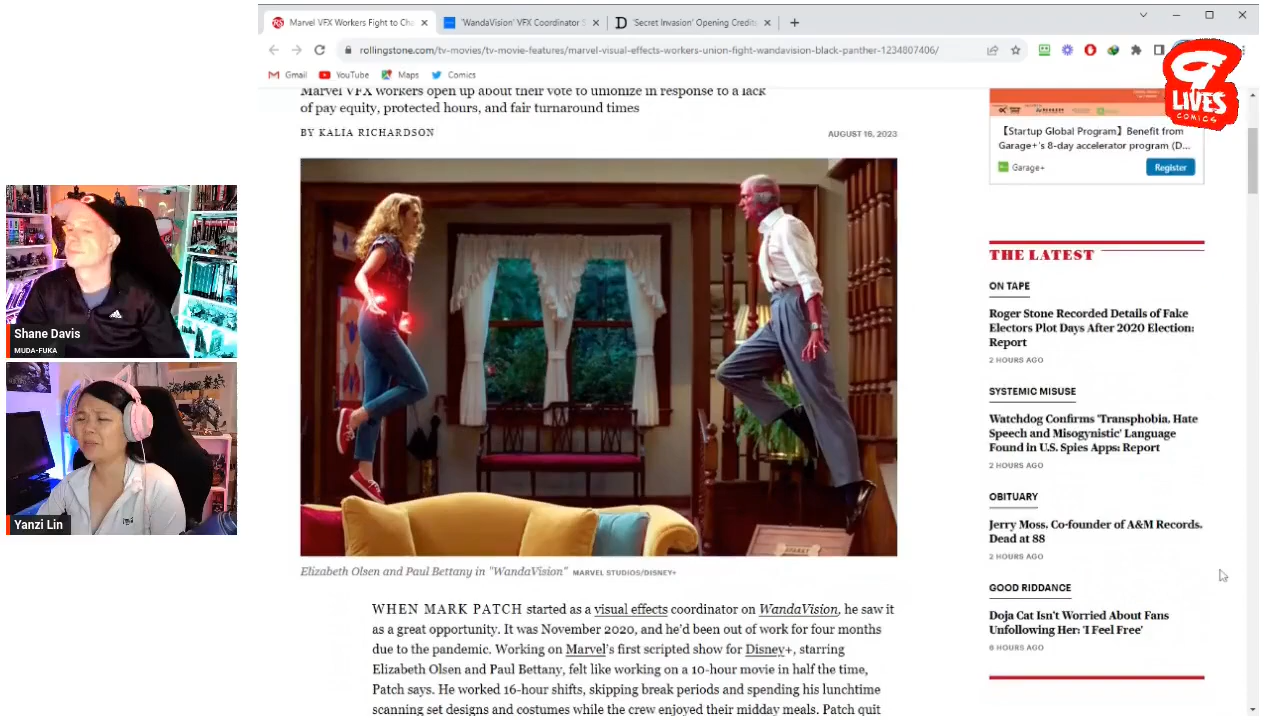 Marvel VFX Workers Fight to Cha
'WandaVision' VFX Coordinator S
'Secret Invasion' Opening Credits
rollingstone.com/tv-movies/tv-movie-features/marvel-visual-effects-workers-union-fight-wandavision-black-panther-1234807406/
Gmail
YouTube
Maps
Comics
9
LIVES
COMICS
Marvel VFX workers open up about their vote to unionize in response to a lack
of pay equity, protected hours, and fair turnaround times
BY KALIA RICHARDSON
AUGUST 16, 2023
【Startup Global Program】Benefit from
Garage+'s 8-day accelerator program (D...
Garage+
Register
Shane Davis
MUDA-FUKA
Yanzi Lin
Elizabeth Olsen and Paul Bettany in "WandaVision" MARVEL STUDIOS/DISNEY+
WHEN MARK PATCH started as a visual effects coordinator on WandaVision, he saw it
as a great opportunity. It was November 2020, and he'd been out of work for four months
due to the pandemic. Working on Marvel's first scripted show for Disney+, starring
Elizabeth Olsen and Paul Bettany, felt like working on a 10-hour movie in half the time,
Patch says. He worked 16-hour shifts, skipping break periods and spending his lunchtime
scanning set designs and costumes while the crew enjoyed their midday meals. Patch quit
THE LATEST
ON TAPE
Roger Stone Recorded Details of Fake
Electors Plot Days After 2020 Election:
Report
2 HOURS AGO
SYSTEMIC MISUSE
Watchdog Confirms 'Transphobia, Hate
Speech and Misogynistic' Language
Found in U.S. Spies Apps: Report
2 HOURS AGO
OBITUARY
Jerry Moss, Co-founder of A&M Records,
Dead at 88
2 HOURS AGO
GOOD RIDDANCE
Doja Cat Isn't Worried About Fans
Unfollowing Her: 'I Feel Free'
6 HOURS AGO